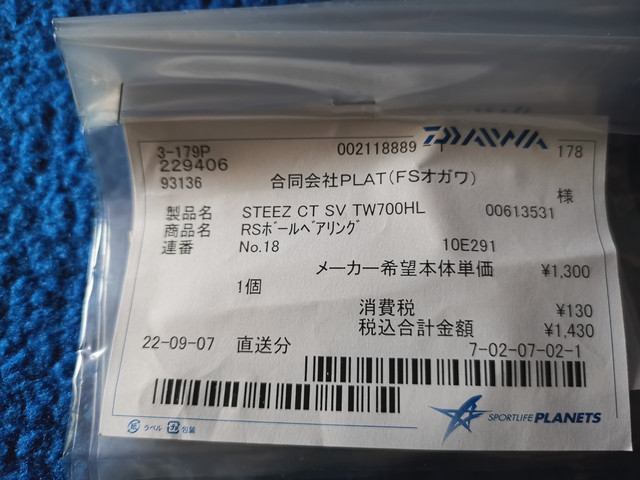 3-179P 002118889 1 DAIWA 178
229406
93136 合同会社PLAT(FSオガワ) 様
製品名 STEEZ CT SV TW700HL 00613531
商品名 RSﾎﾞｰﾙﾍﾞｱﾘﾝｸﾞ
連番 No.18 10E291
メーカー希望本体単価 ¥1,300
1個
消費税 ¥130
税込合計金額 ¥1,430
22-09-07 直送分 7-02-07-02-1
ラベル 包装 SPORTLIFE PLANETS